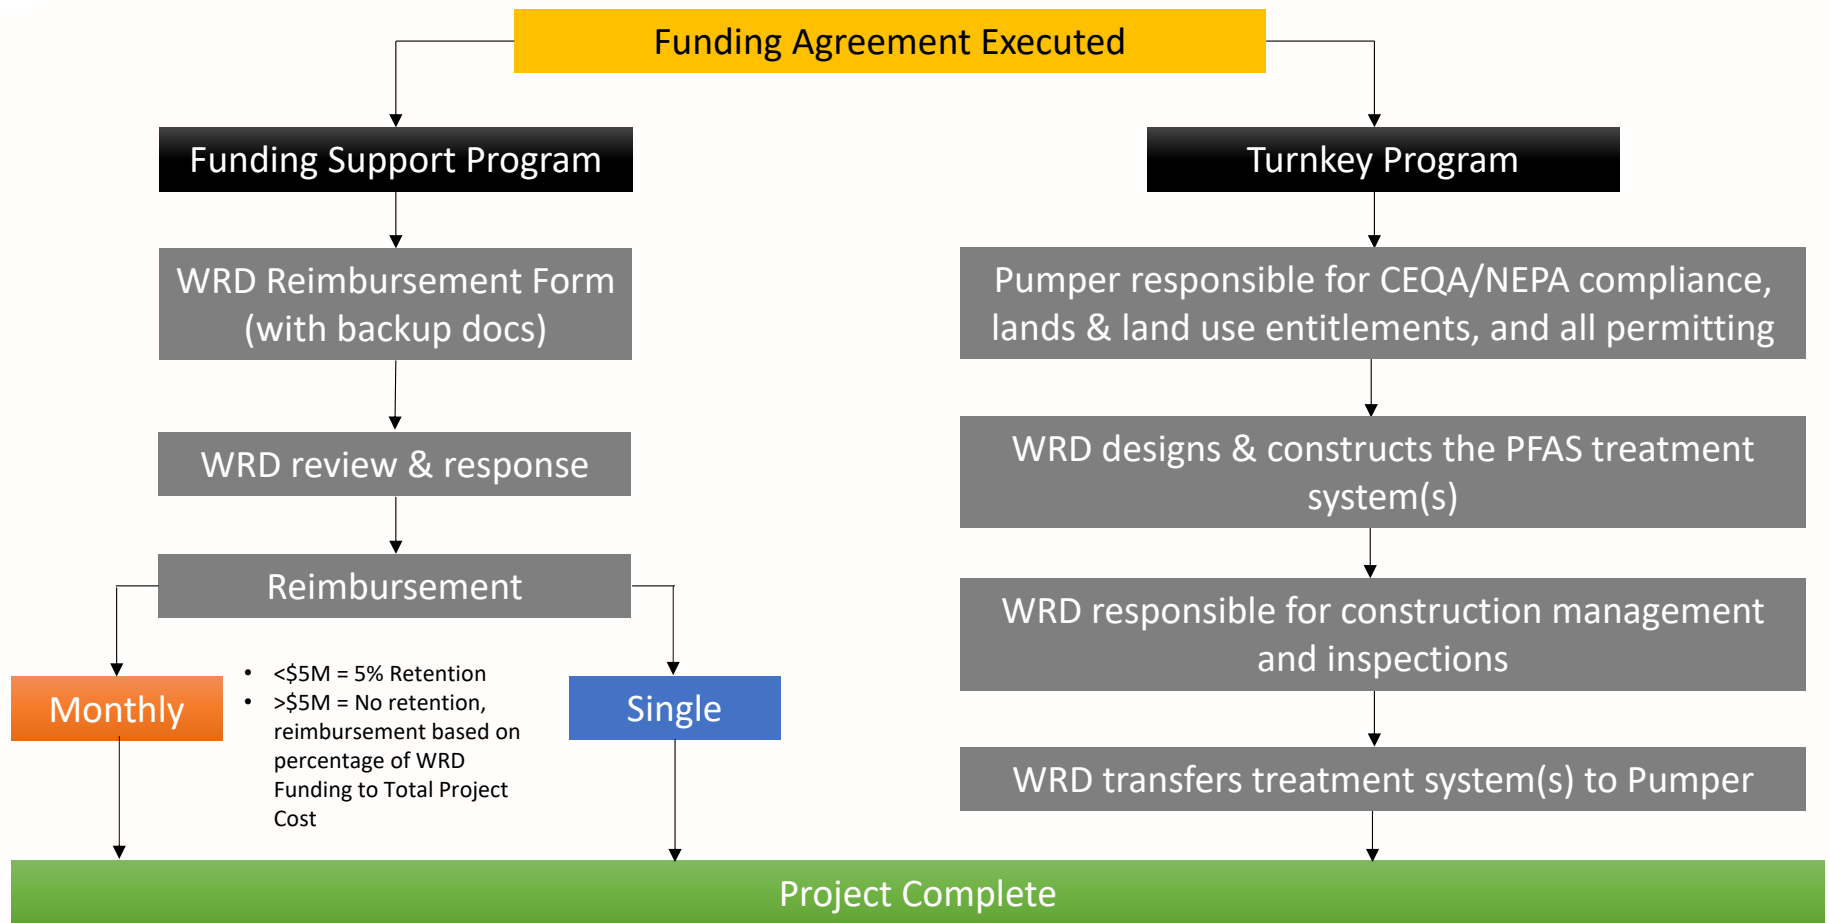 Funding Agreement Executed
Funding Support Program
WRD Reimbursement Form
(with backup docs)
WRD review & response
Reimbursement
Monthly
• <$5M = 5% Retention
• >$5M = No retention,
reimbursement based on
percentage of WRD
Funding to Total Project
Cost
Single
Turnkey Program
Pumper responsible for CEQA/NEPA compliance,
lands & land use entitlements, and all permitting
WRD designs & constructs the PFAS treatment
system(s)
WRD responsible for construction management
and inspections
WRD transfers treatment system(s) to Pumper
Project Complete